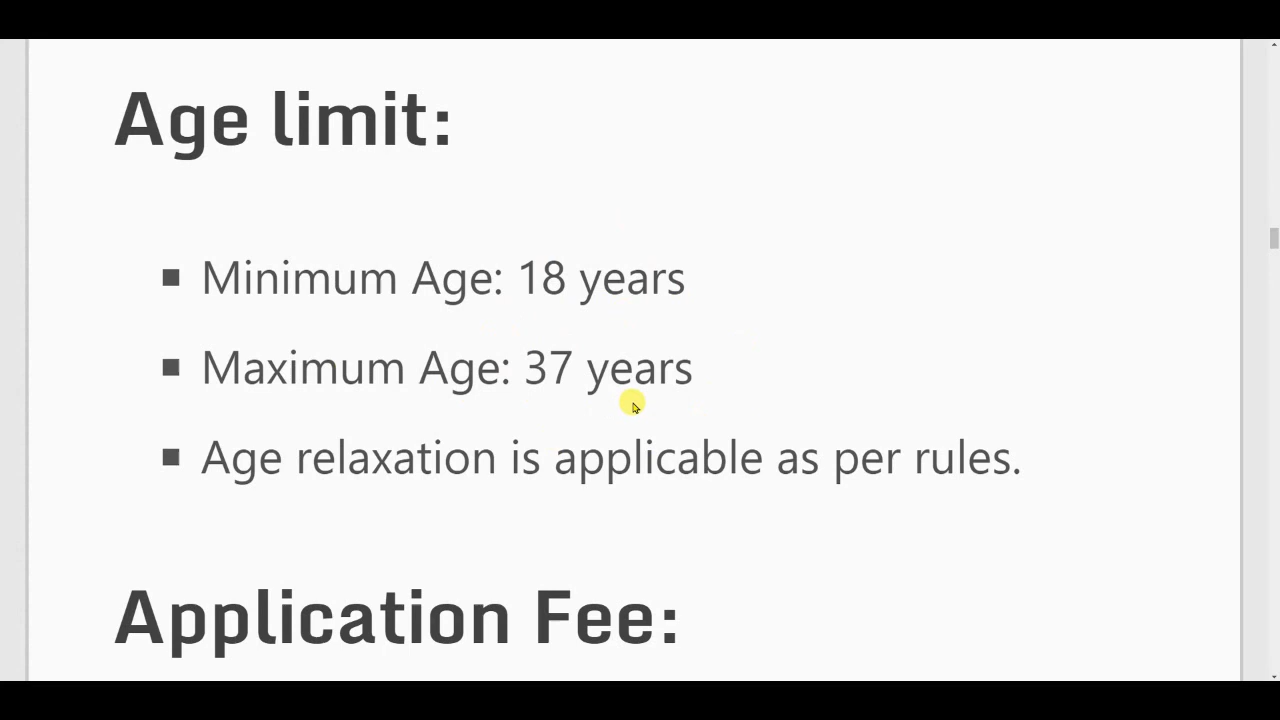 Age limit:
Minimum Age: 18 years
Maximum Age: 37 years
Age relaxation is applicable as per rules.
Application Fee: